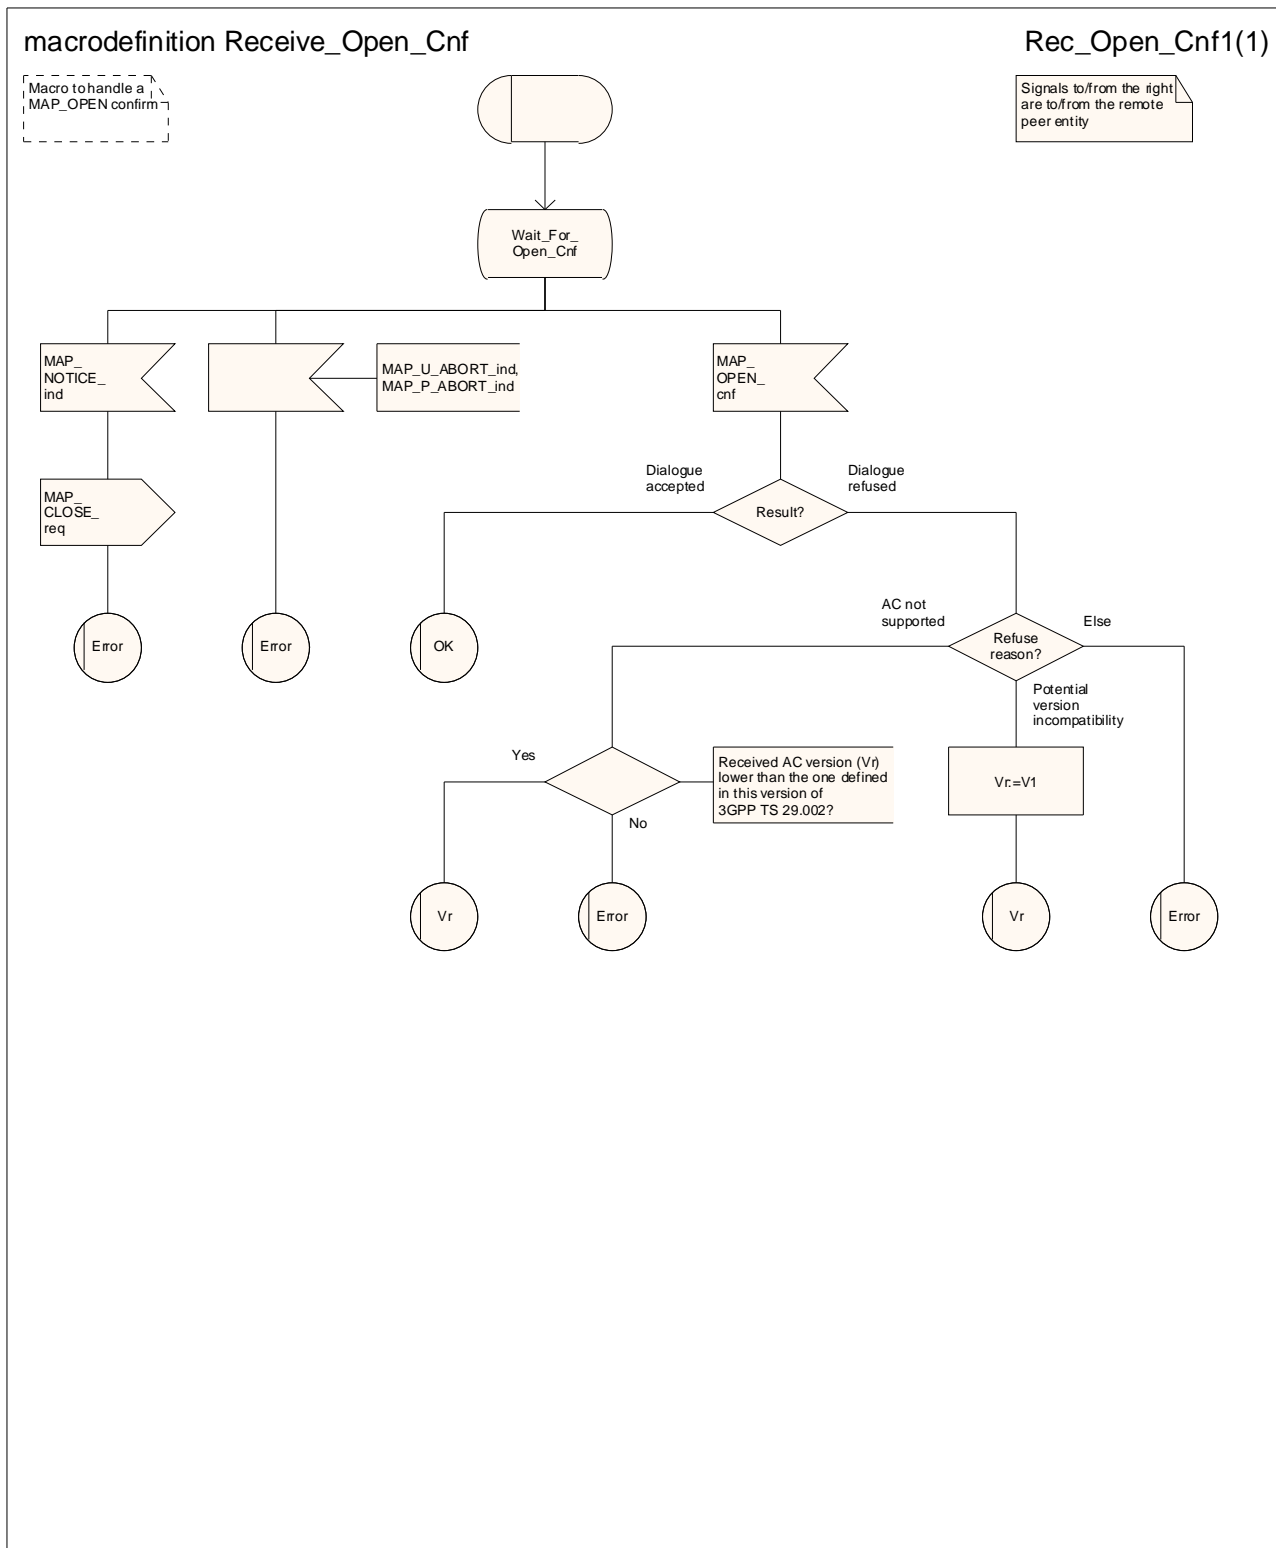 macrodefinition Receive_Open_Cnf
Rec_Open_Cnf1(1)
Macro to handle a
MAP_OPEN confirm
Signals to/from the right
are to/from the remote
peer entity
Wait_For_
Open_Cnf
MAP_
NOTICE_
ind
MAP_U_ABORT_ind,
MAP_P_ABORT_ind
MAP_
OPEN_
cnf
Dialogue
accepted
Dialogue
refused
MAP_
CLOSE_
req
Result?
AC not
supported
Else
Error
Error
OK
Refuse
reason?
Potential
version
incompatibility
Yes
Received AC version (Vr)
lower than the one defined
in this version of
3GPP TS 29.002?
Vr:=V1
No
Vr
Error
Vr
Error